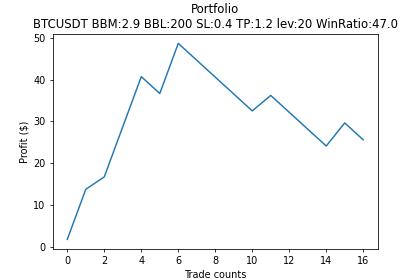 Portfolio
BTCUSDT BBM:2.9 BBL:200 SL:0.4 TP:1.2 lev:20 WinRatio:47.0
50
40
30
20
10
0
Profit ($)
0 2 4 6 8 10 12 14 16
Trade counts